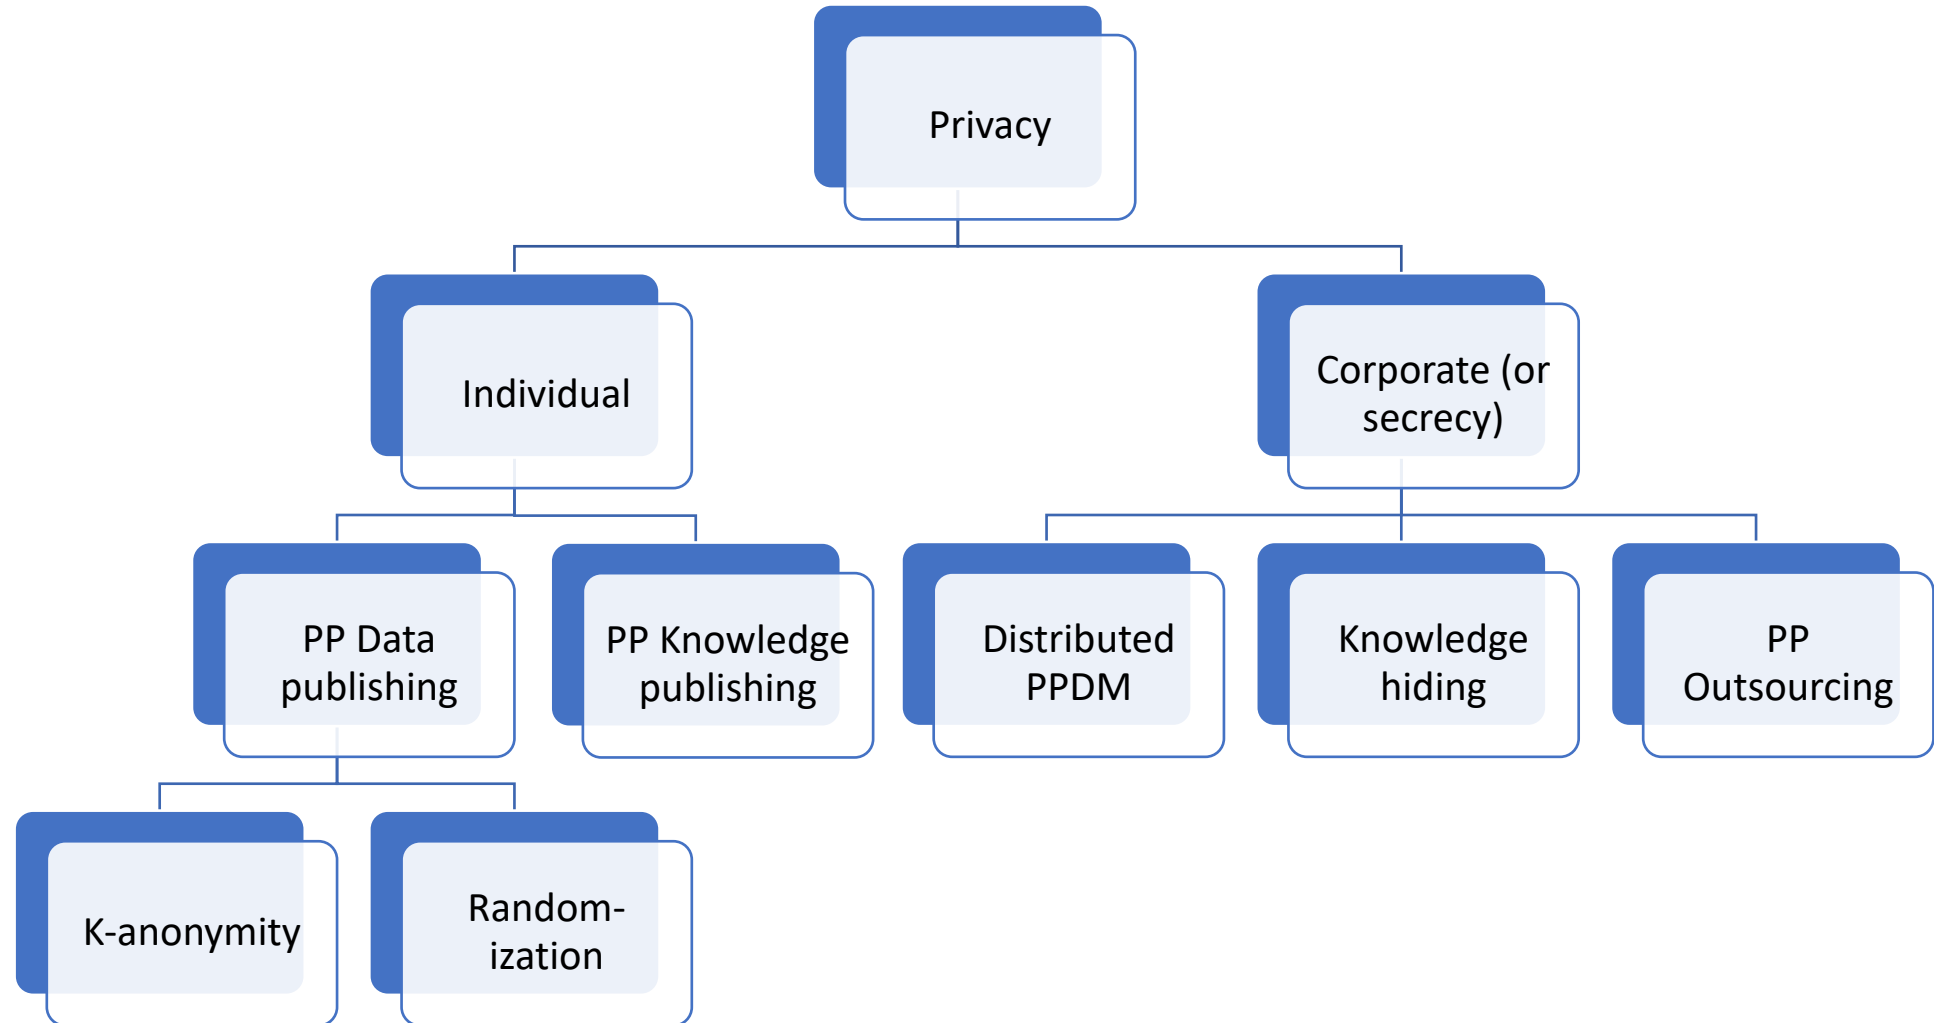 Privacy
Individual
Corporate (or
secrecy)
PP Data
publishing
PP Knowledge
publishing
Distributed
PPDM
Knowledge
hiding
PP
Outsourcing
K-anonymity
Random-
ization